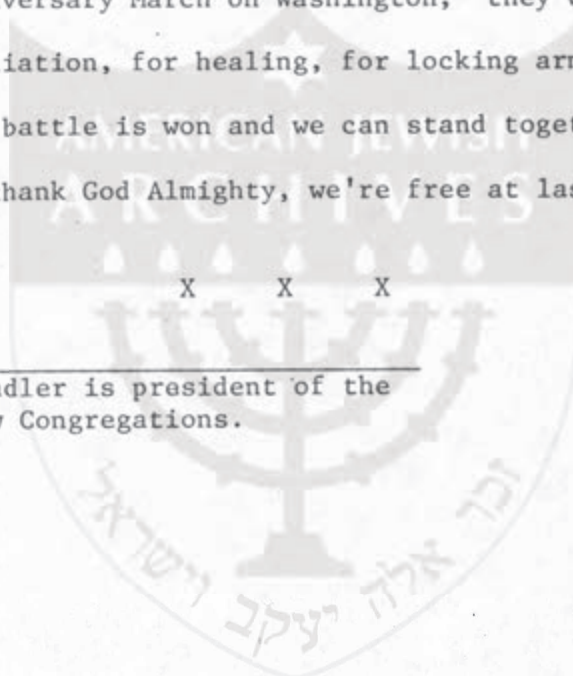 versary March on Washington," they
iation, for healing, for locking arm
battle is won and we can stand toget
hank God Almighty, we're free at las
X X X
dler is president of the
w Congregations.
AMERICAN JEWISH
ARCHIVES
זכר אלה יעקב וישראל